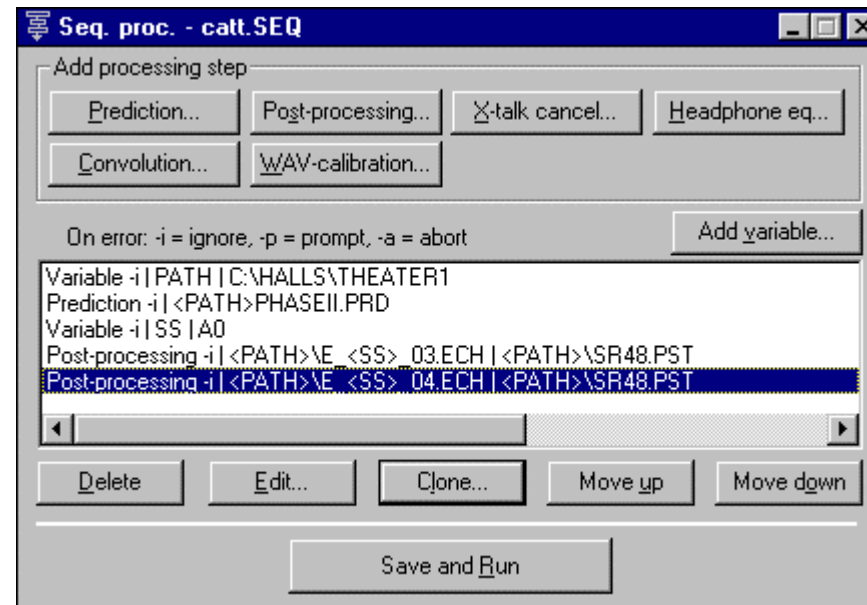 Seq. proc. - catt.SEQ
Add processing step
Prediction... Post-processing... X-talk cancel... Headphone eq...
Convolution... WAV-calibration...
On error: -i = ignore, -p = prompt, -a = abort Add variable...
Variable -i | PATH | C:\HALLS\THEATER1
Prediction -i | <PATH>PHASEII.PRD
Variable -i | SS | A0
Post-processing -i | <PATH>\E_<SS>_03.ECH | <PATH>\SR48.PST
Post-processing -i | <PATH>\E_<SS>_04.ECH | <PATH>\SR48.PST
Delete Edit... Clone... Move up Move down
Save and Run